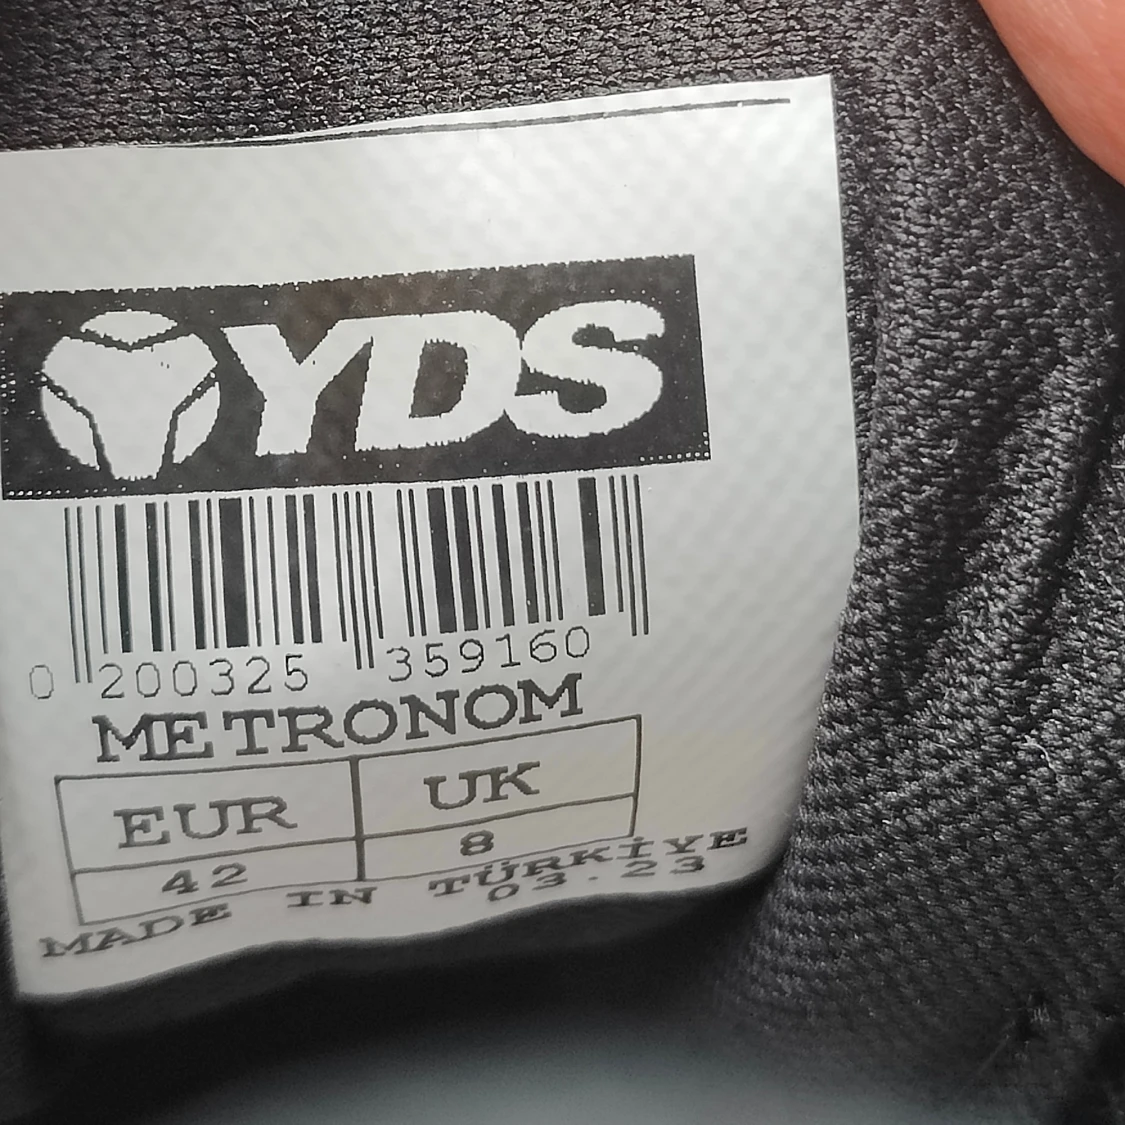 YDS
0 200325 359160
METRONOM
EUR UK
42 8
MADE IN TÜRKİYE
03.23